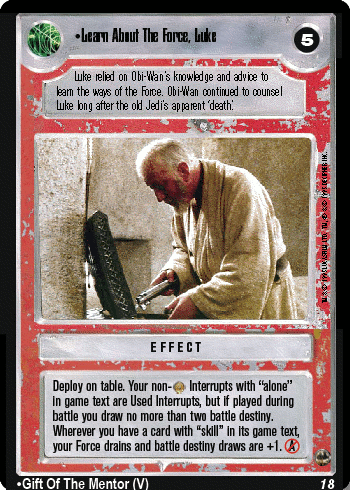 •Learn About The Force, Luke
5
Luke relied on Obi-Wan's knowledge and advice to
learn the ways of the Force. Obi-Wan continued to counsel
Luke long after the old Jedi's apparent 'death'.
EFFECT
Deploy on table. Your non- Interrupts with “alone”
in game text are Used Interrupts, but if played during
battle you draw no more than two battle destiny.
Wherever you have a card with “skill” in its game text,
your Force drains and battle destiny draws are +1. A
•Gift Of The Mentor (V)
18